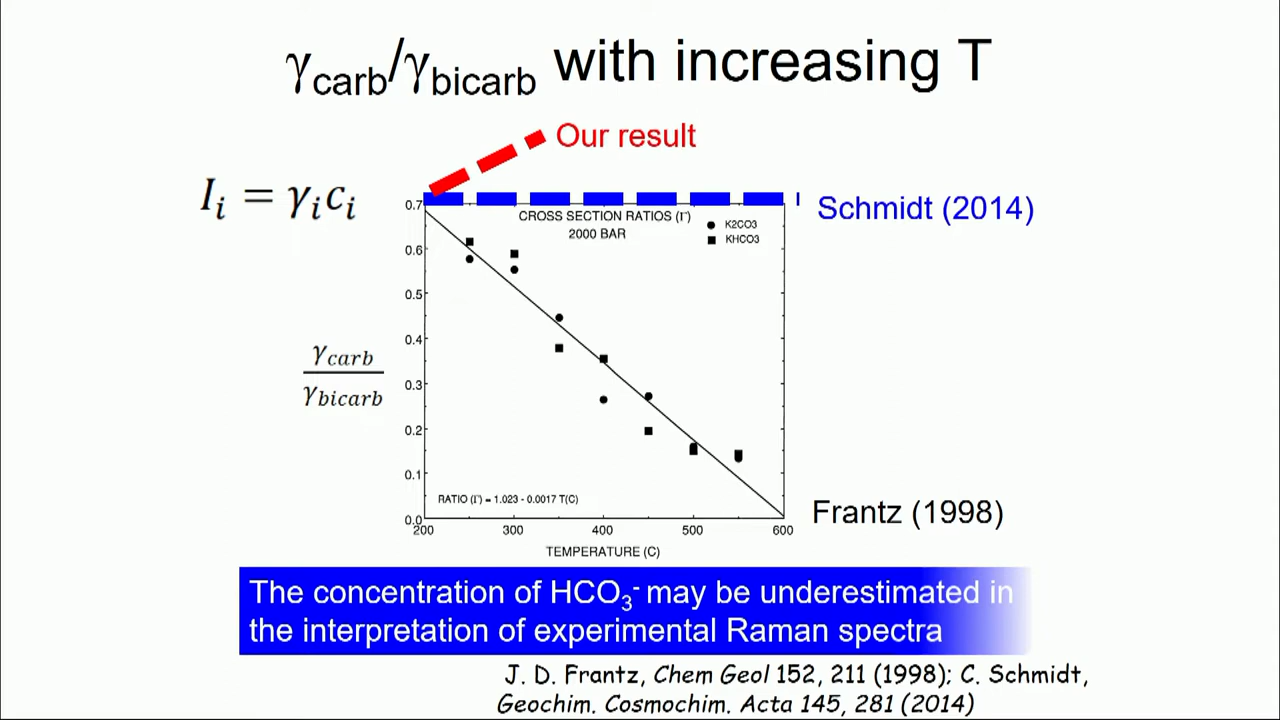 γcarb/γbicarb with increasing T
Our result
Iᵢ = γᵢcᵢ
Schmidt (2014)
CROSS SECTION RATIOS (Γ)
2000 BAR
K2CO3
KHCO3
0.7
0.6
0.5
0.4
0.3
0.2
0.1
0.0
γcarb
γbicarb
RATIO (Γ) = 1.023 - 0.0017 T(C)
Frantz (1998)
200 300 400 500 600
TEMPERATURE (C)
The concentration of HCO₃⁻ may be underestimated in
the interpretation of experimental Raman spectra
J. D. Frantz, Chem Geol 152, 211 (1998); C. Schmidt,
Geochim. Cosmochim. Acta 145, 281 (2014)